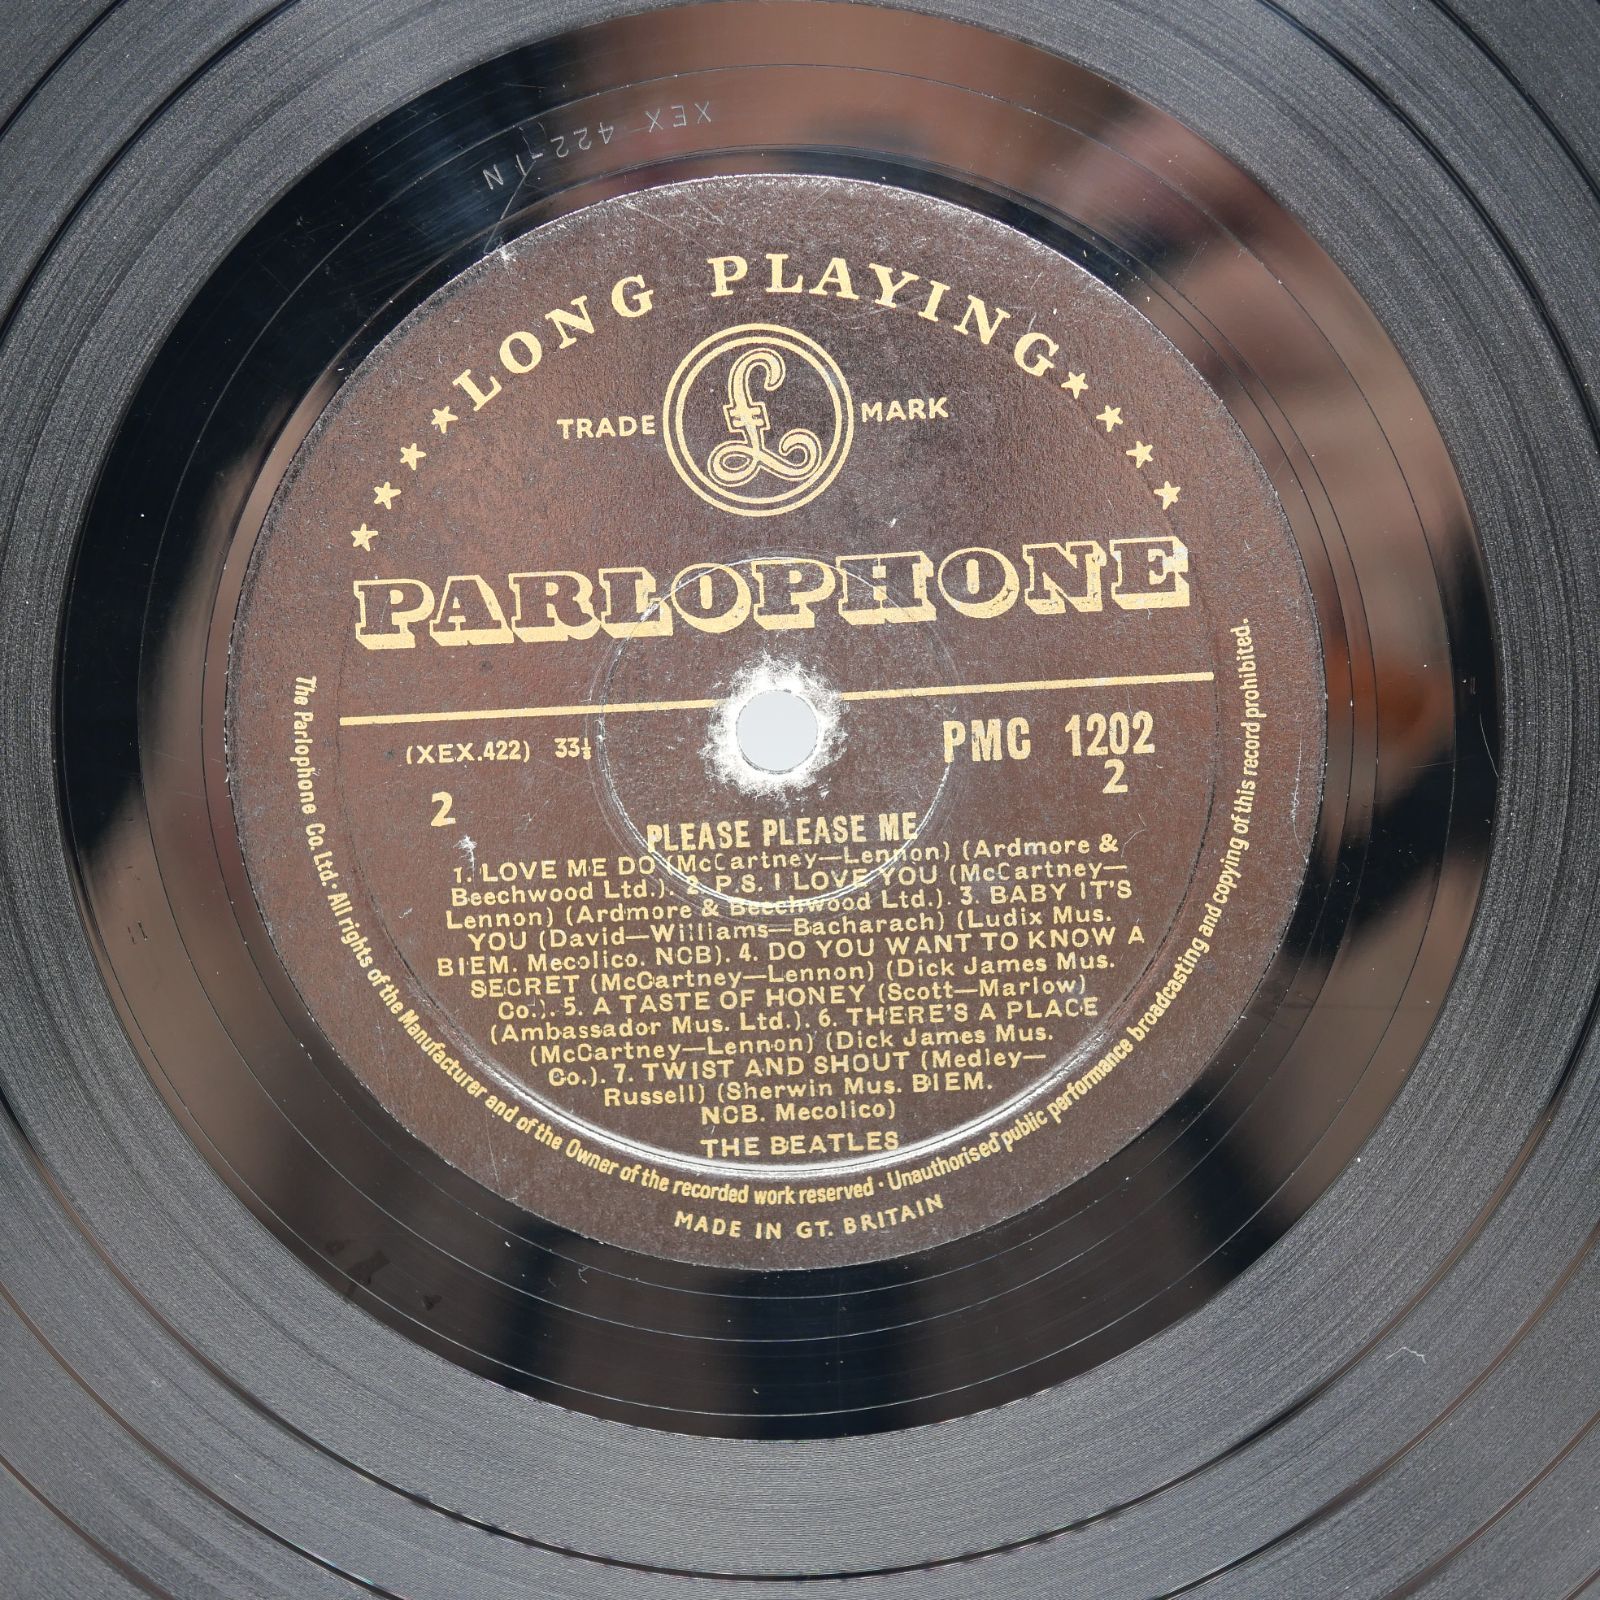 XEX 422-1N
LONG PLAYING
TRADE £ MARK
PARLOPHONE
(XEX.422) 33⅓
PMC 1202
2
2
PLEASE PLEASE ME
1. LOVE ME DO (McCartney—Lennon) (Ardmore &
Beechwood Ltd.). 2. P.S. I LOVE YOU (McCartney—
Lennon) (Ardmore & Beechwood Ltd.). 3. BABY IT'S
YOU (David—Williams—Bacharach) (Ludix Mus.
BIEM. Mecolico. NCB). 4. DO YOU WANT TO KNOW A
SECRET (McCartney—Lennon) (Dick James Mus.
Co.). 5. A TASTE OF HONEY (Scott—Marlow)
(Ambassador Mus. Ltd.). 6. THERE'S A PLACE
(McCartney—Lennon) (Dick James Mus.
Co.). 7. TWIST AND SHOUT (Medley—
Russell) (Sherwin Mus. BIEM.
NCB. Mecolico)
THE BEATLES
The Parlophone Co. Ltd · All rights of the Manufacturer and of the Owner of the recorded work reserved · Unauthorised public performance broadcasting and copying of this record prohibited.
MADE IN GT. BRITAIN